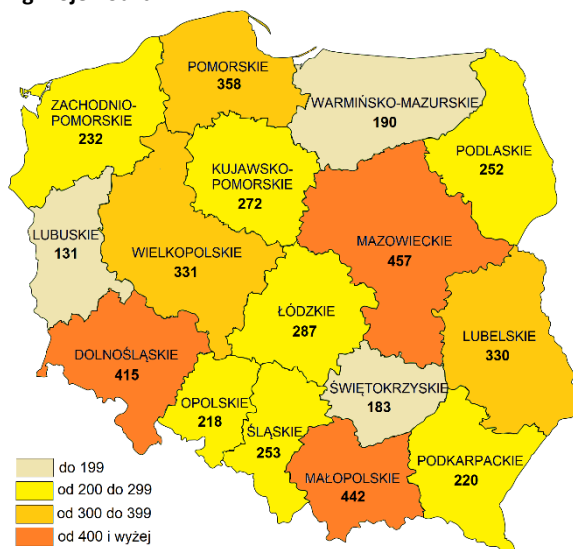 POMORSKIE
358
WARMIŃSKO-MAZURSKIE
190
ZACHODNIO-
POMORSKIE
232
PODLASKIE
252
KUJAWSKO-
POMORSKIE
272
LUBUSKIE
131
WIELKOPOLSKIE
331
MAZOWIECKIE
457
ŁÓDZKIE
287
LUBELSKIE
330
DOLNOŚLĄSKIE
415
ŚWIĘTOKRZYSKIE
183
OPOLSKIE
218
ŚLĄSKIE
253
PODKARPACKIE
220
MAŁOPOLSKIE
442
do 199
od 200 do 299
od 300 do 399
od 400 i wyżej